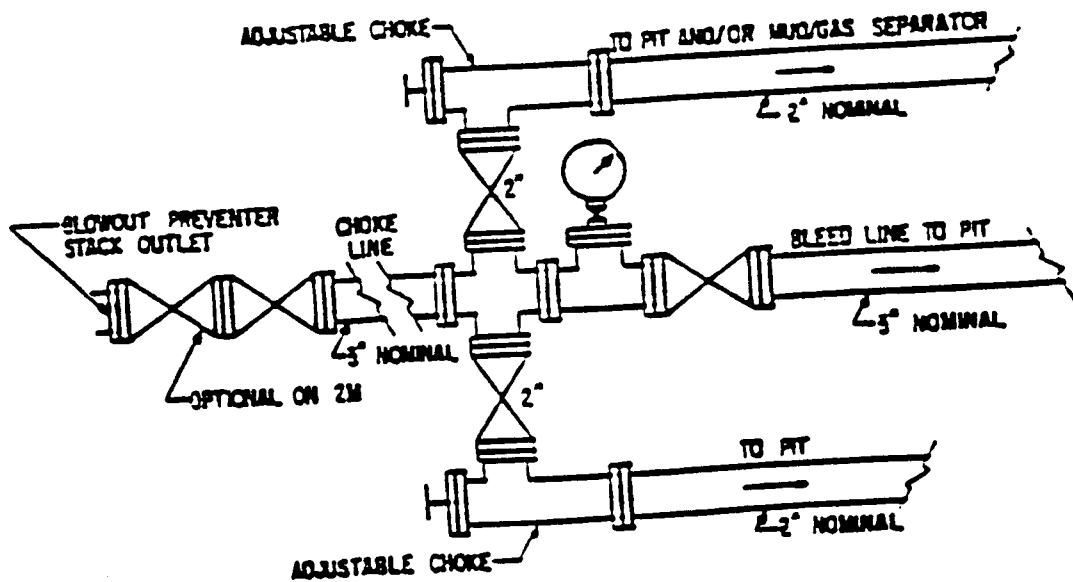 ADJUSTABLE CHOKE
TO PIT AND/OR MUD/GAS SEPARATOR
2" NOMINAL
2"
BLOWOUT PREVENTER
STACK OUTLET
CHOKE
LINE
BLEED LINE TO PIT
3" NOMINAL
3" NOMINAL
OPTIONAL ON 2M
2"
TO PIT
2" NOMINAL
ADJUSTABLE CHOKE